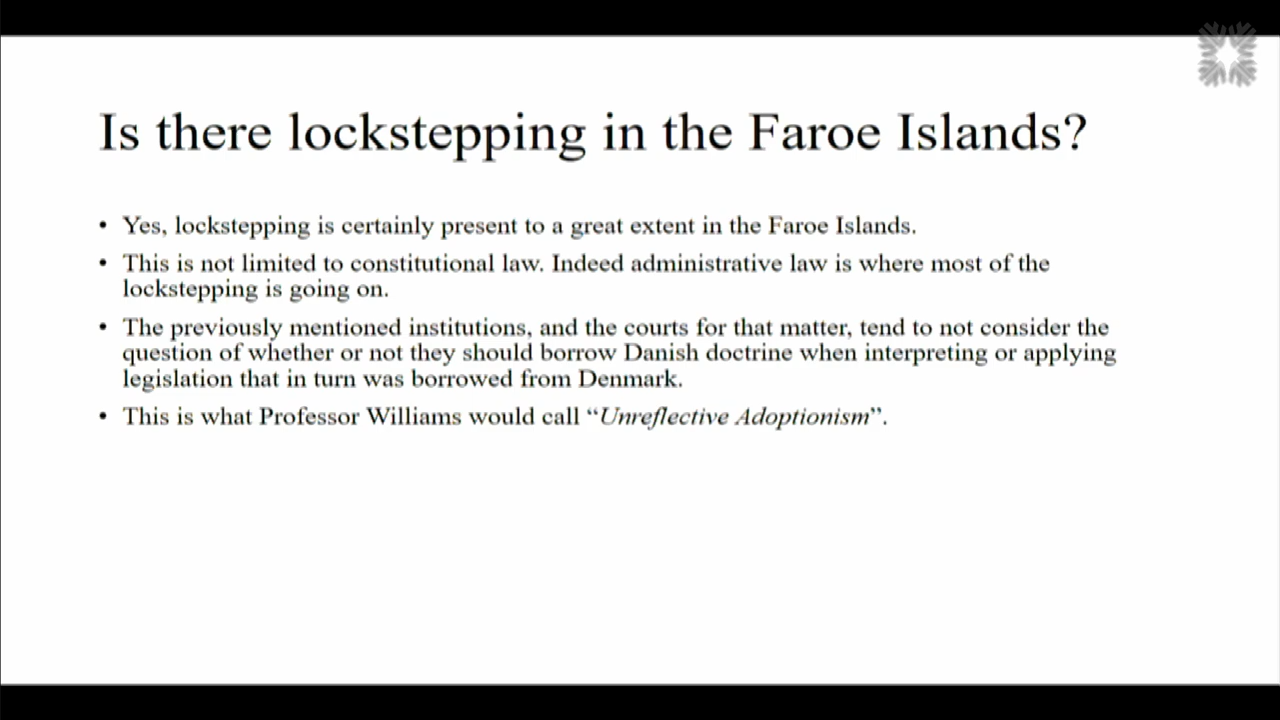 Is there lockstepping in the Faroe Islands?
• Yes, lockstepping is certainly present to a great extent in the Faroe Islands.
• This is not limited to constitutional law. Indeed administrative law is where most of the
lockstepping is going on.
• The previously mentioned institutions, and the courts for that matter, tend to not consider the
question of whether or not they should borrow Danish doctrine when interpreting or applying
legislation that in turn was borrowed from Denmark.
• This is what Professor Williams would call “Unreflective Adoptionism”.